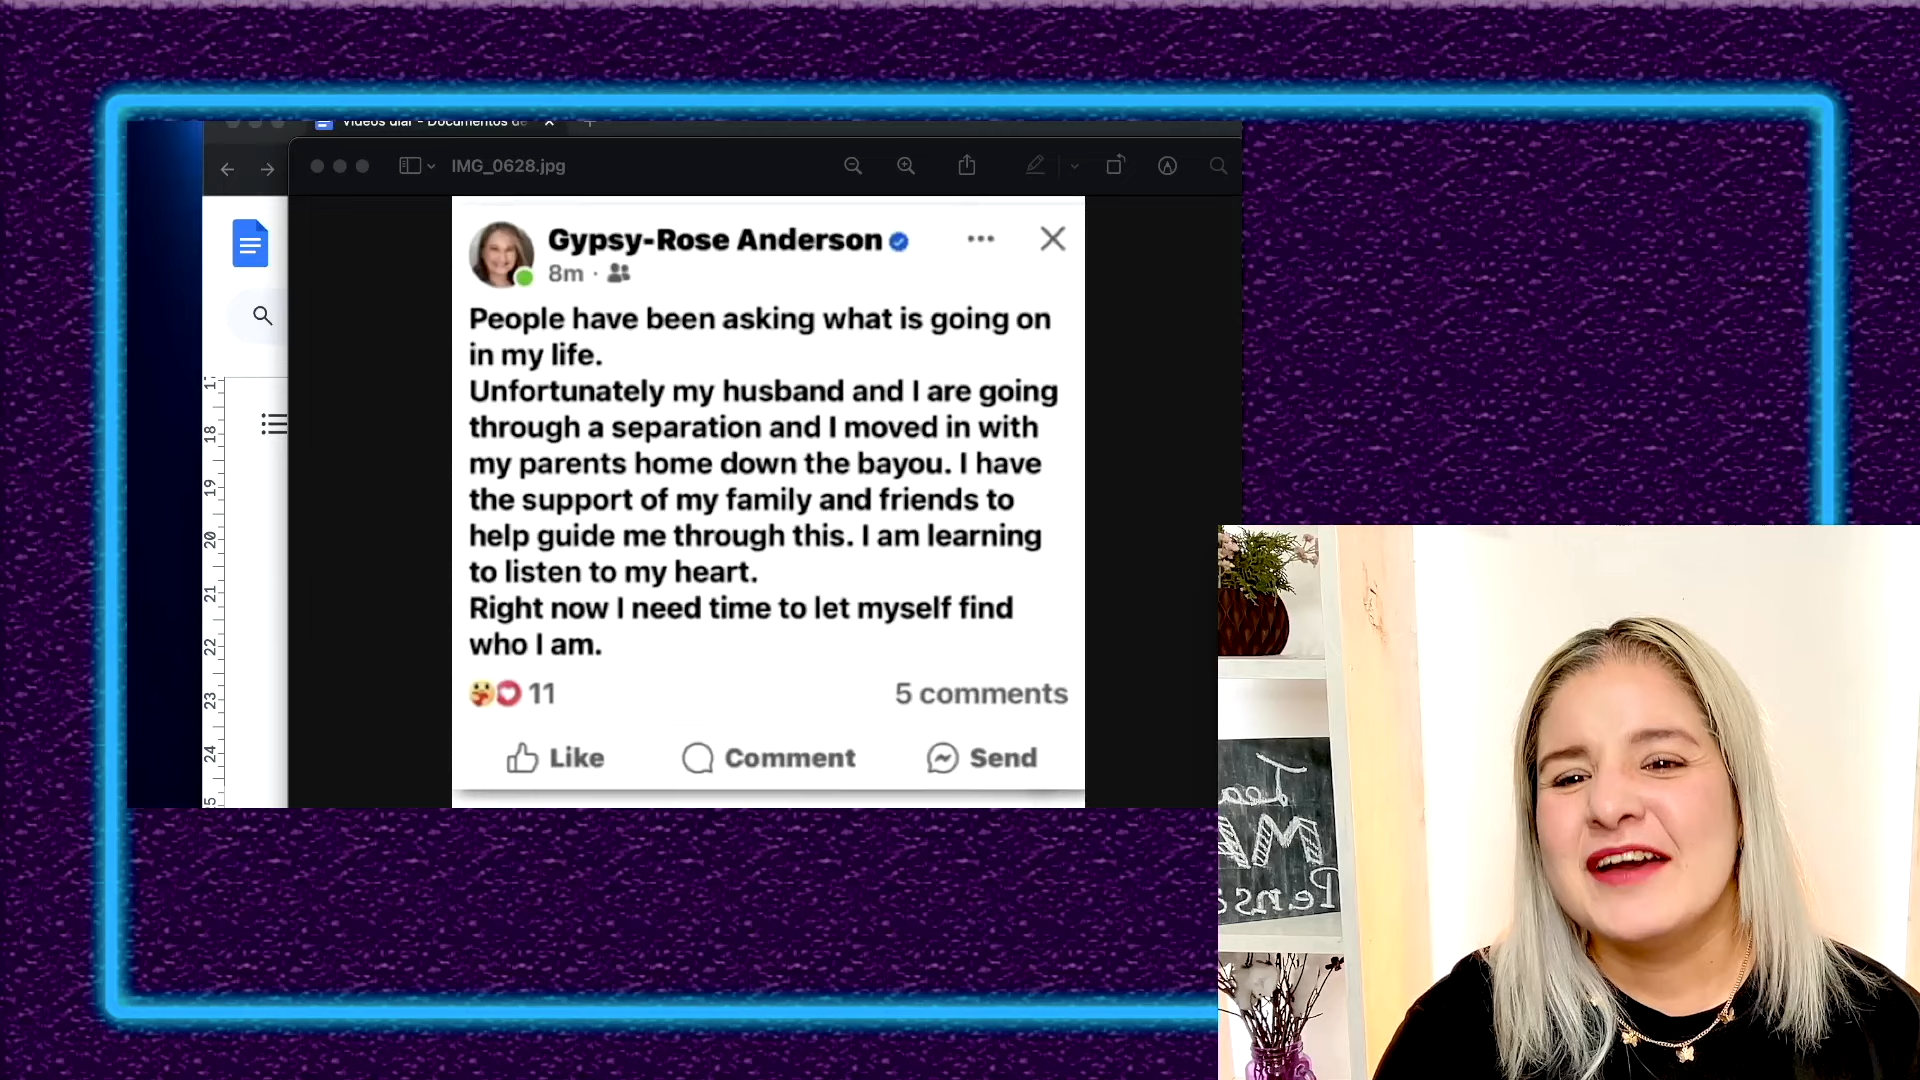 Videos diar - Documentos de
IMG_0628.jpg
Gypsy-Rose Anderson
8m
People have been asking what is going on
in my life.
Unfortunately my husband and I are going
through a separation and I moved in with
my parents home down the bayou. I have
the support of my family and friends to
help guide me through this. I am learning
to listen to my heart.
Right now I need time to let myself find
who I am.
11
5 comments
Like
Comment
Send
18
19
20
21
22
23
24